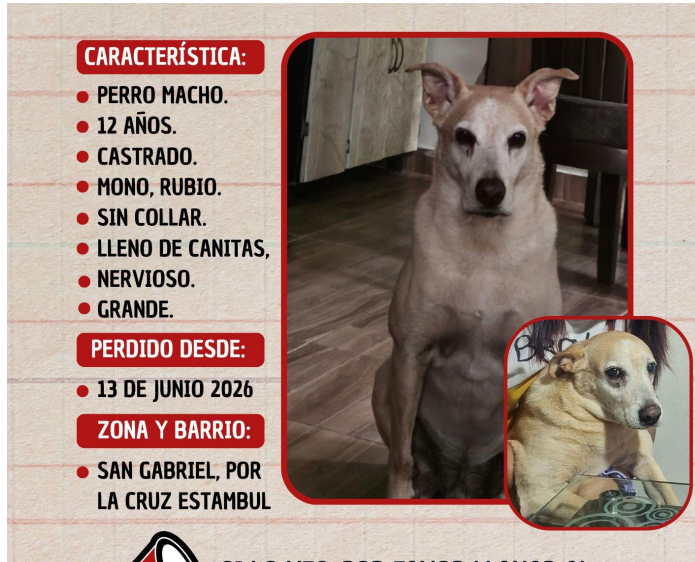 CARACTERÍSTICA:
PERRO MACHO.
12 AÑOS.
CASTRADO.
MONO, RUBIO.
SIN COLLAR.
LLENO DE CANITAS,
NERVIOSO.
GRANDE.
PERDIDO DESDE:
13 DE JUNIO 2026
ZONA Y BARRIO:
SAN GABRIEL, POR
LA CRUZ ESTAMBUL